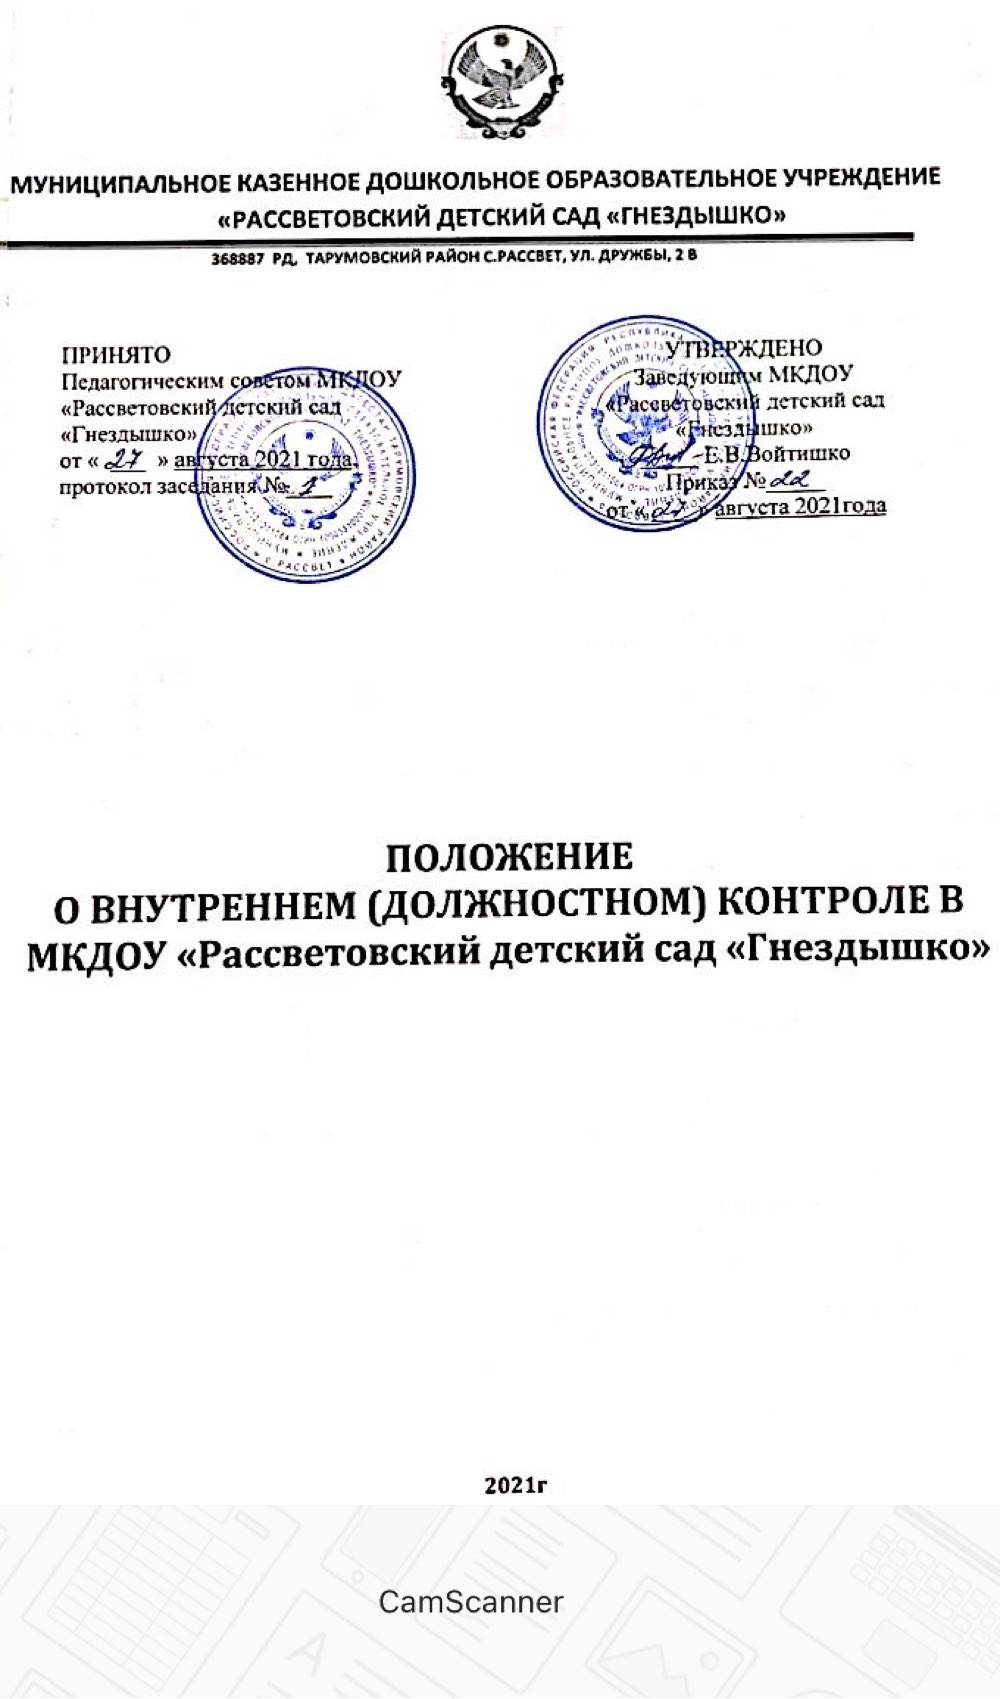 МУНИЦИПАЛЬНОЕ КАЗЕННОЕ ДОШКОЛЬНОЕ ОБРАЗОВАТЕЛЬНОЕ УЧРЕЖДЕНИЕ
«РАССВЕТОВСКИЙ ДЕТСКИЙ САД «ГНЕЗДЫШКО»
368887 РД, ТАРУМОВСКИЙ РАЙОН С.РАССВЕТ, УЛ. ДРУЖБЫ, 2 В
ПРИНЯТО
Педагогическим советом МКДОУ
«Рассветовский детский сад
«Гнездышко»
от « 27 » августа 2021 года.
протокол заседания № 1
УТВЕРЖДЕНО
Заведующим МКДОУ
«Рассветовский детский сад
«Гнездышко»
Е.В.Войтишко
Приказ № 22
от « 27 » августа 2021года
ПОЛОЖЕНИЕ
О ВНУТРЕННЕМ (ДОЛЖНОСТНОМ) КОНТРОЛЕ В
МКДОУ «Рассветовский детский сад «Гнездышко»
2021г
CamScanner